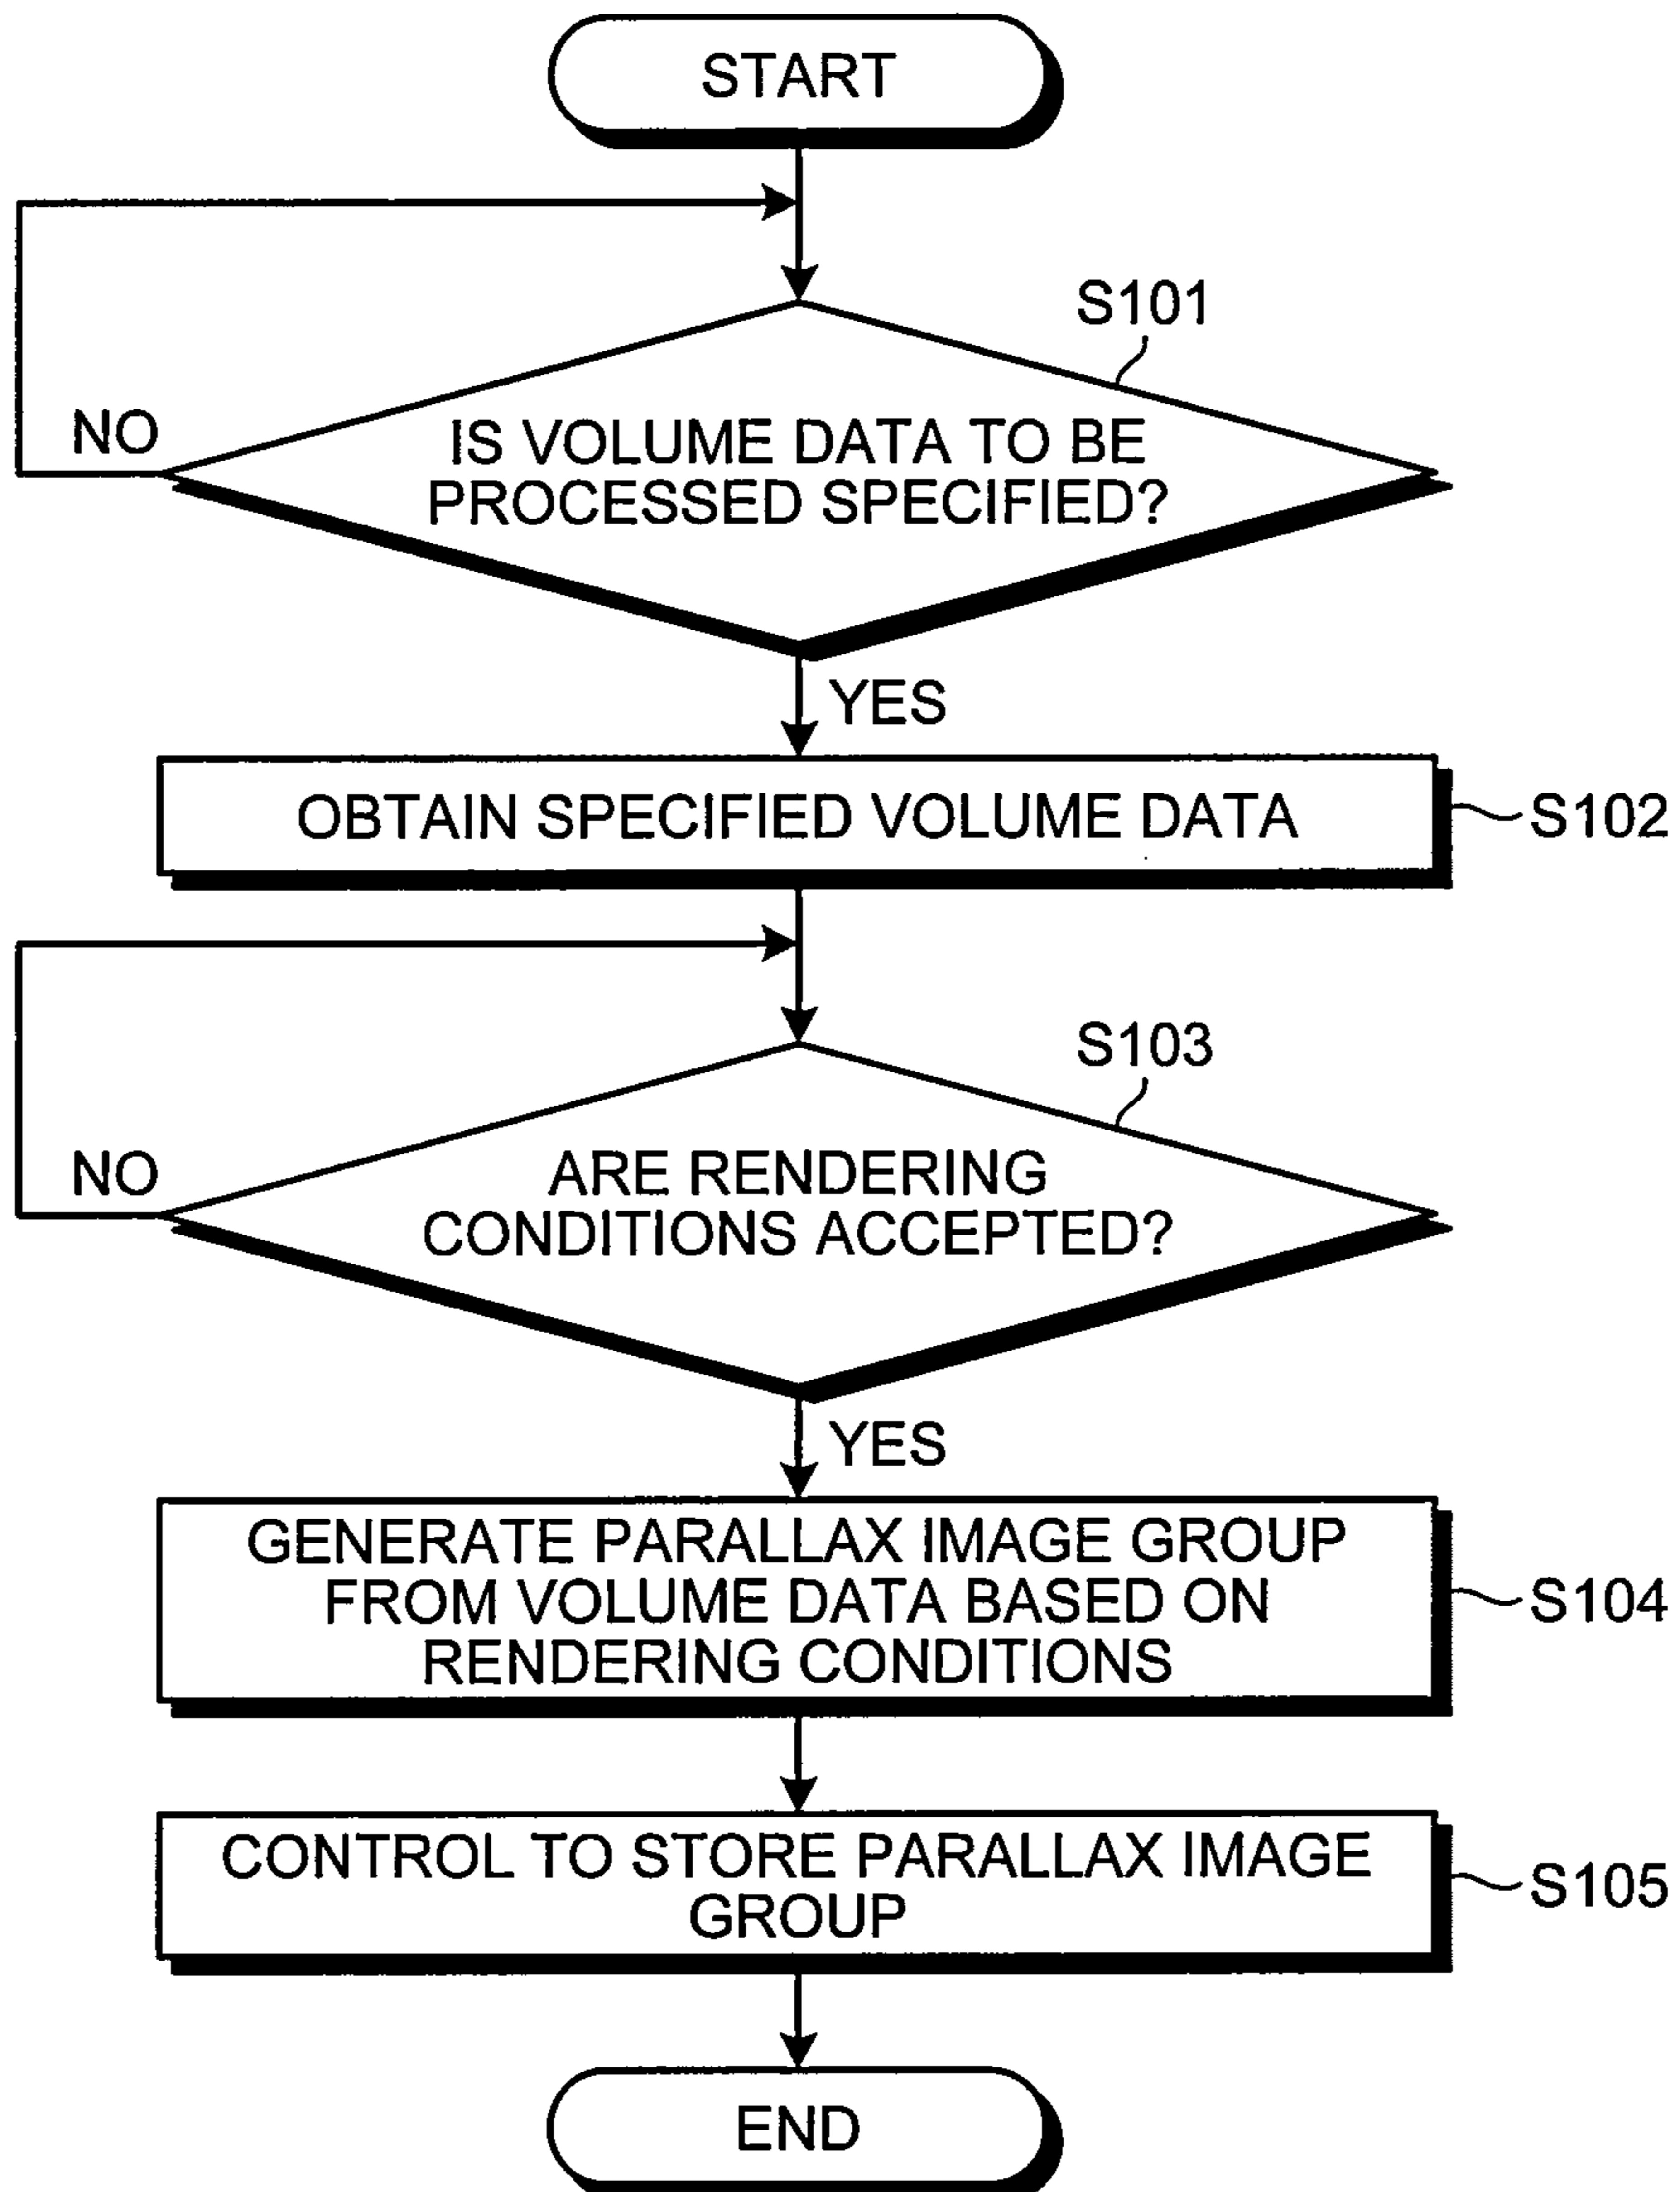 START
S101
NO
IS VOLUME DATA TO BE
PROCESSED SPECIFIED?
YES
OBTAIN SPECIFIED VOLUME DATA
S102
S103
NO
ARE RENDERING
CONDITIONS ACCEPTED?
YES
GENERATE PARALLAX IMAGE GROUP
FROM VOLUME DATA BASED ON
RENDERING CONDITIONS
S104
CONTROL TO STORE PARALLAX IMAGE
GROUP
S105
END